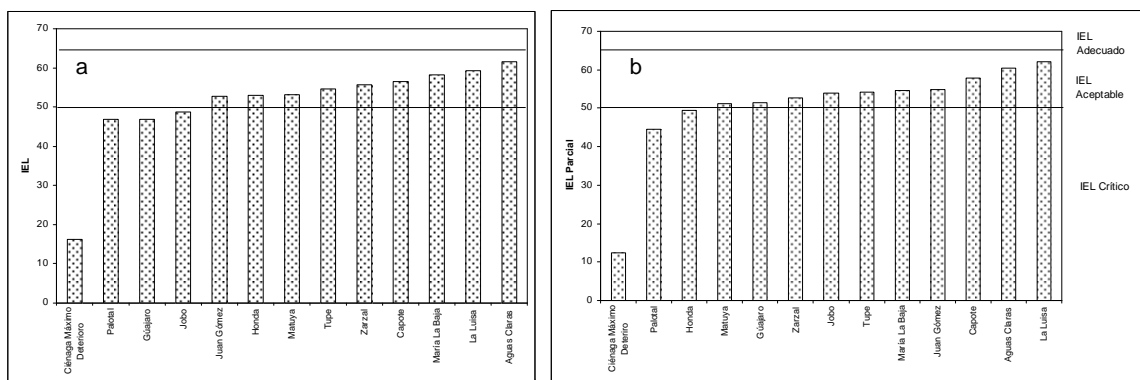 a
IEL
70
60
50
40
30
20
10
0
Ciénaga Máximo
Deterioro
Palotal
Gúajaro
Jobo
Juan Gómez
Honda
Matuya
Tupe
Zarzal
Capote
María La Baja
La Luisa
Aguas Claras
b
IEL Parcial
70
60
50
40
30
20
10
0
Ciénaga Máximo
Deteriro
Palotal
Honda
Matuya
Gúajaro
Zarzal
Jobo
Tupe
María La Baja
Juan Gómez
Capote
Aguas Claras
La Luisa
IEL
Adecuado
IEL
Aceptable
IEL Crítico